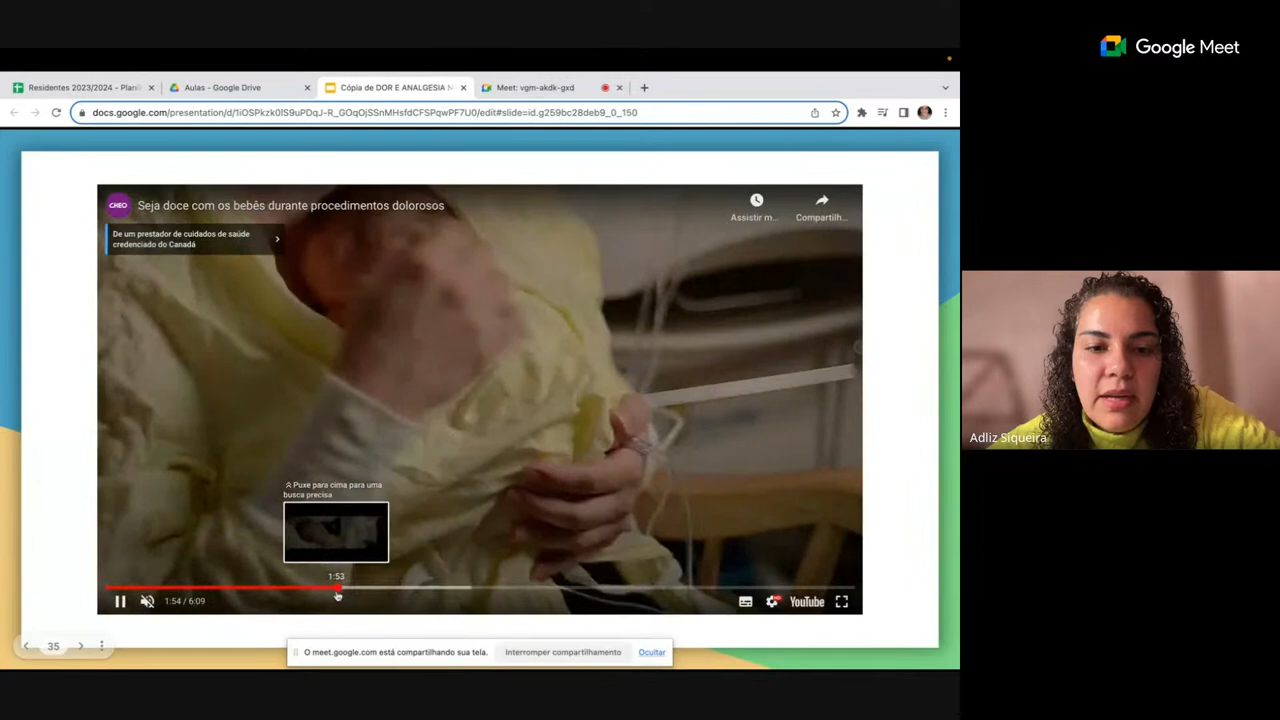 Google Meet
Residentes 2023/2024 - Plani
Aulas - Google Drive
Cópia de DOR E ANALGESIA N
Meet: vgm-akdk-gxd
docs.google.com/presentation/d/1iOSPkzk0lS9uPDqJ-R_GOqOjSSnMHsfdCFSPqwPF7U0/edit#slide=id.g259bc28deb9_0_150
CHEO
Seja doce com os bebês durante procedimentos dolorosos
Assistir m...
Compartilh...
De um prestador de cuidados de saúde
credenciado do Canadá
Adliz Siqueira
Puxe para cima para uma
busca precisa
1:53
1:54 / 6:09
YouTube
35
O meet.google.com está compartilhando sua tela.
Interromper compartilhamento
Ocultar